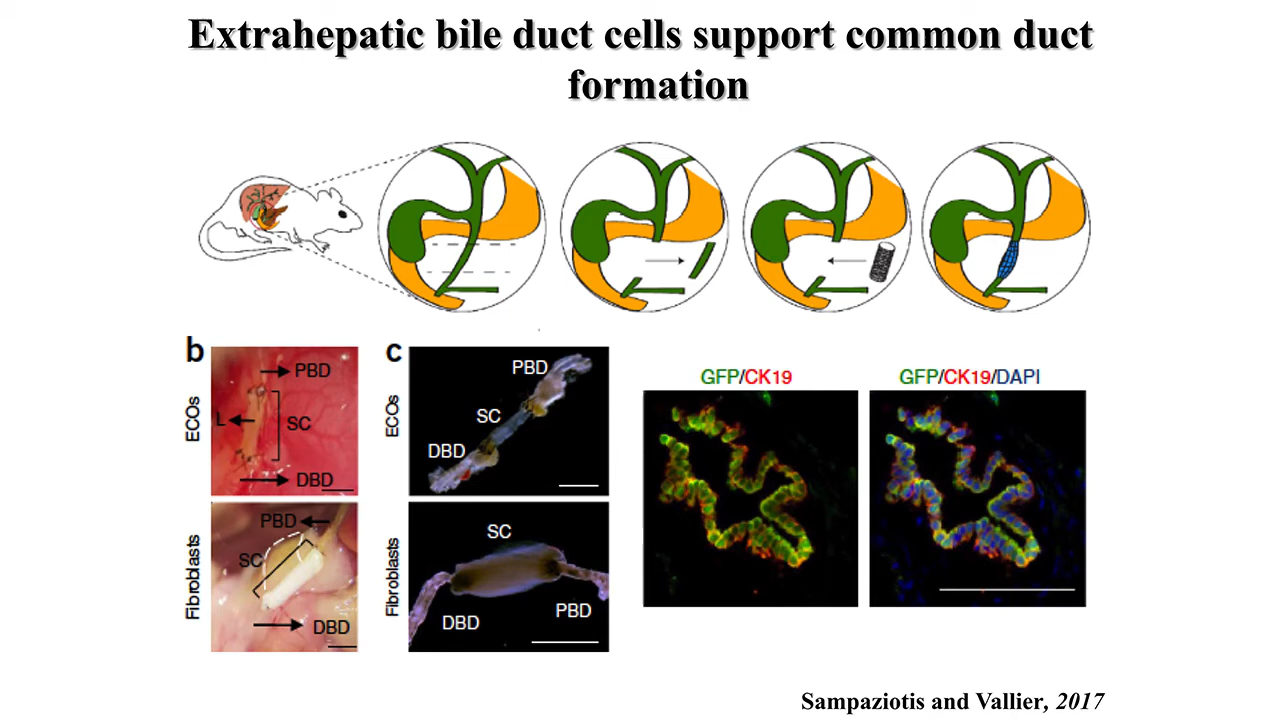 Extrahepatic bile duct cells support common duct
formation
b
ECOs
PBD
L
SC
DBD
Fibroblasts
PBD
SC
DBD
c
ECOs
PBD
SC
DBD
Fibroblasts
SC
DBD
PBD
GFP/CK19
GFP/CK19/DAPI
Sampaziotis and Vallier, 2017